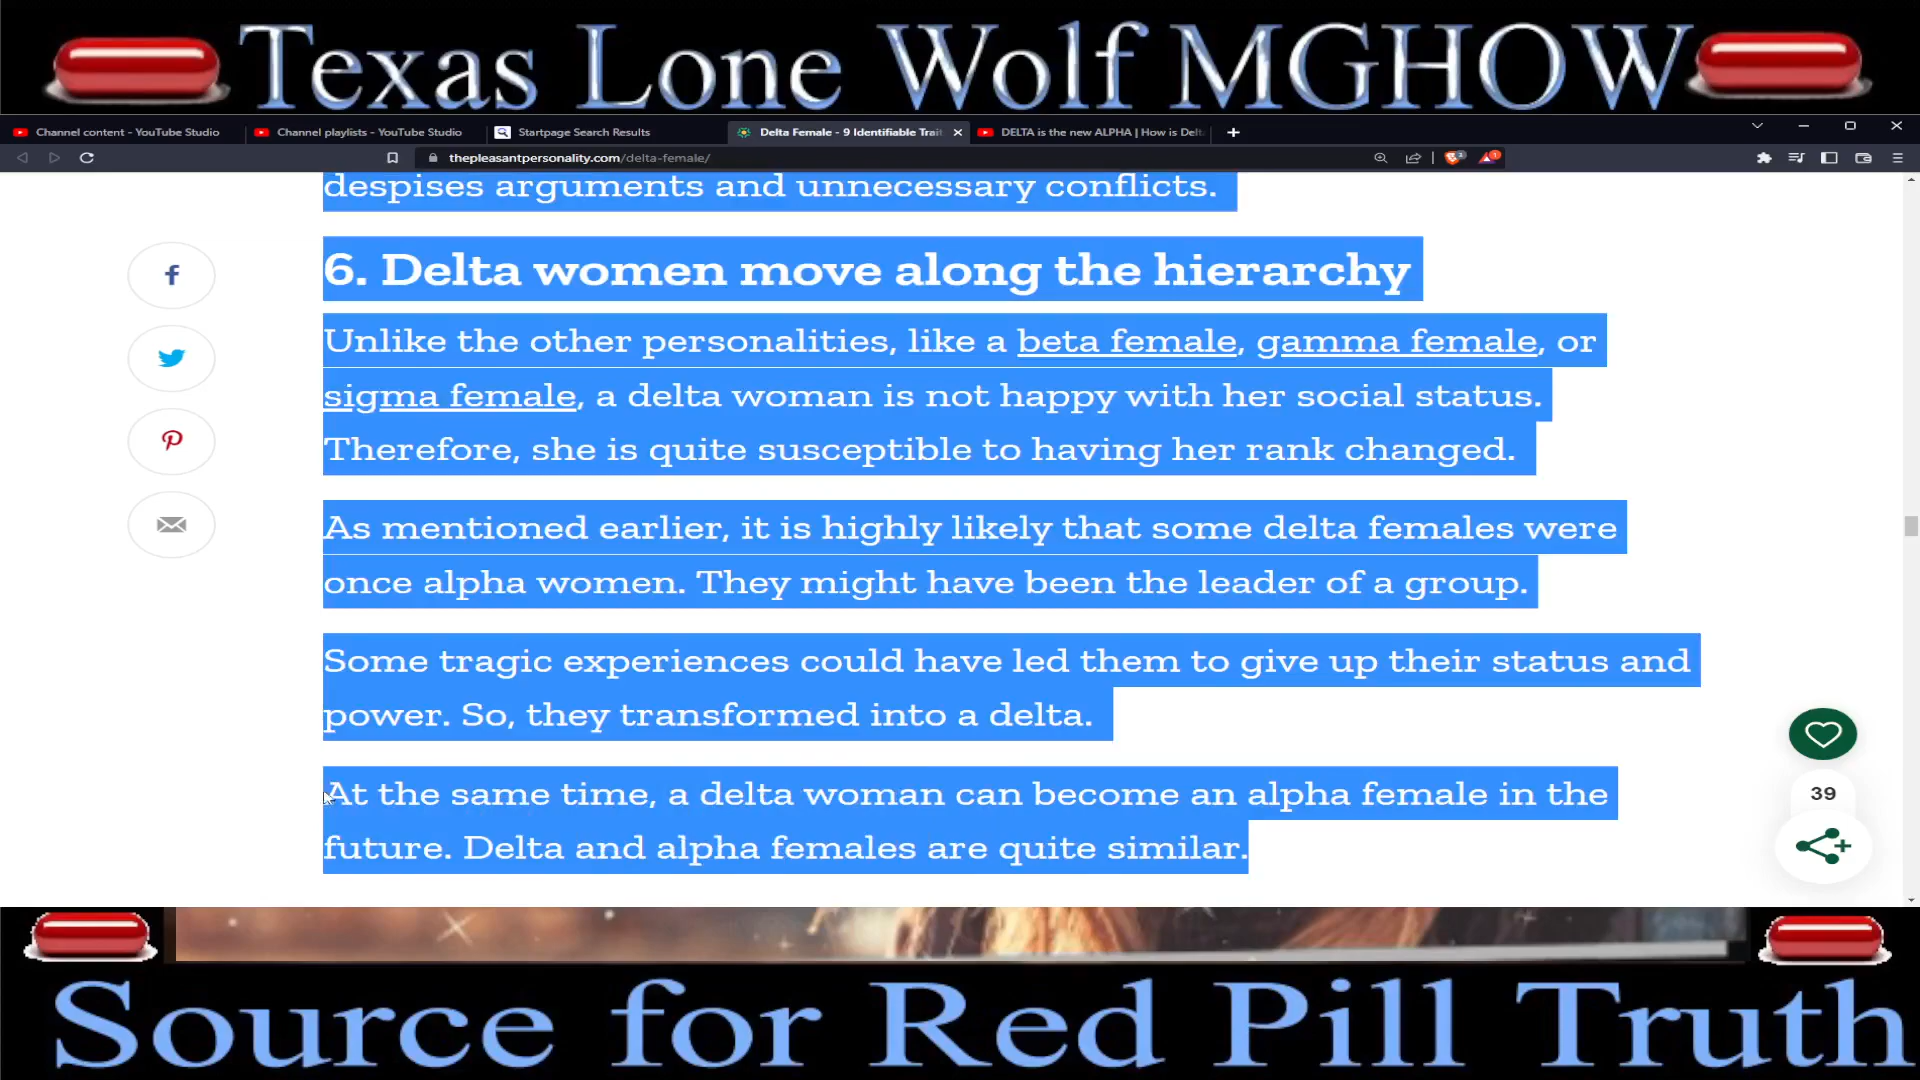 Texas Lone Wolf MGHOW
Channel content - YouTube Studio
Channel playlists - YouTube Studio
Startpage Search Results
Delta Female - 9 Identifiable Trait
DELTA is the new ALPHA | How is Delt
thepleasantpersonality.com/delta-female/
despises arguments and unnecessary conflicts.
6. Delta women move along the hierarchy
Unlike the other personalities, like a beta female, gamma female, or
sigma female, a delta woman is not happy with her social status.
Therefore, she is quite susceptible to having her rank changed.
As mentioned earlier, it is highly likely that some delta females were
once alpha women. They might have been the leader of a group.
Some tragic experiences could have led them to give up their status and
power. So, they transformed into a delta.
At the same time, a delta woman can become an alpha female in the
future. Delta and alpha females are quite similar.
39
Source for Red Pill Truth